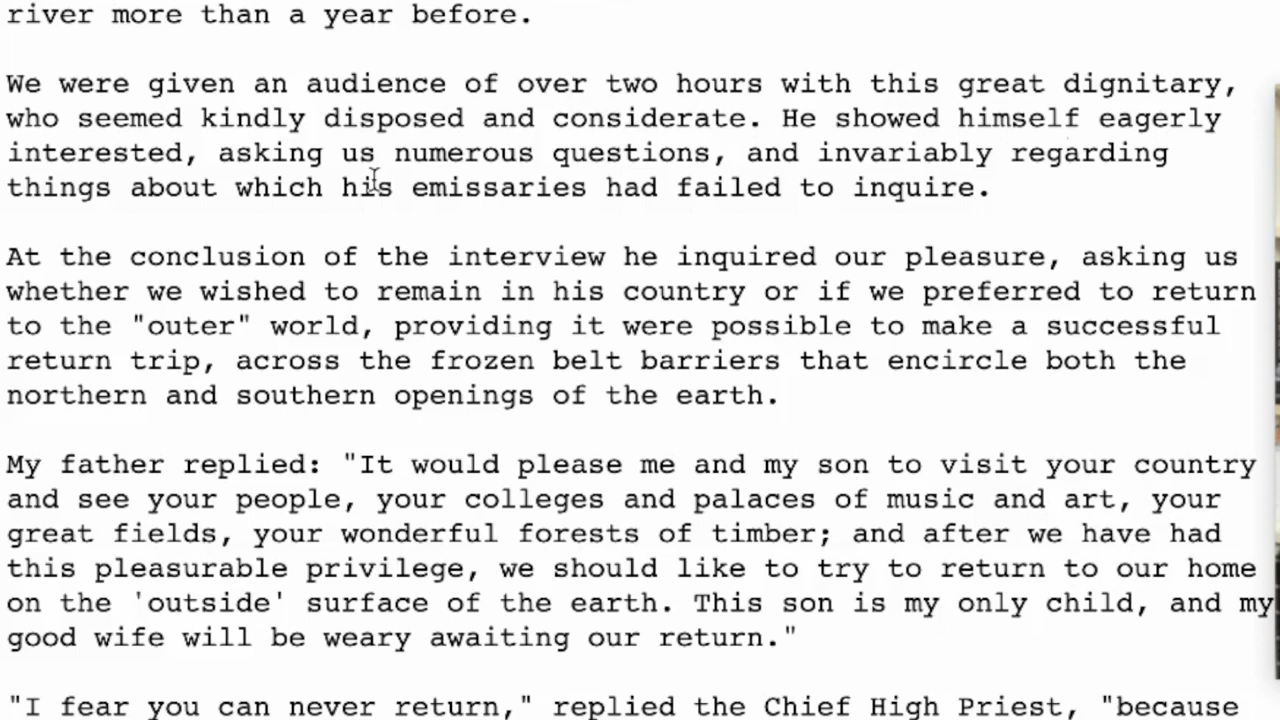 river more than a year before.
We were given an audience of over two hours with this great dignitary,
who seemed kindly disposed and considerate. He showed himself eagerly
interested, asking us numerous questions, and invariably regarding
things about which his emissaries had failed to inquire.
At the conclusion of the interview he inquired our pleasure, asking us
whether we wished to remain in his country or if we preferred to return
to the "outer" world, providing it were possible to make a successful
return trip, across the frozen belt barriers that encircle both the
northern and southern openings of the earth.
My father replied: "It would please me and my son to visit your country
and see your people, your colleges and palaces of music and art, your
great fields, your wonderful forests of timber; and after we have had
this pleasurable privilege, we should like to try to return to our home
on the 'outside' surface of the earth. This son is my only child, and my
good wife will be weary awaiting our return."
"I fear you can never return," replied the Chief High Priest, "because